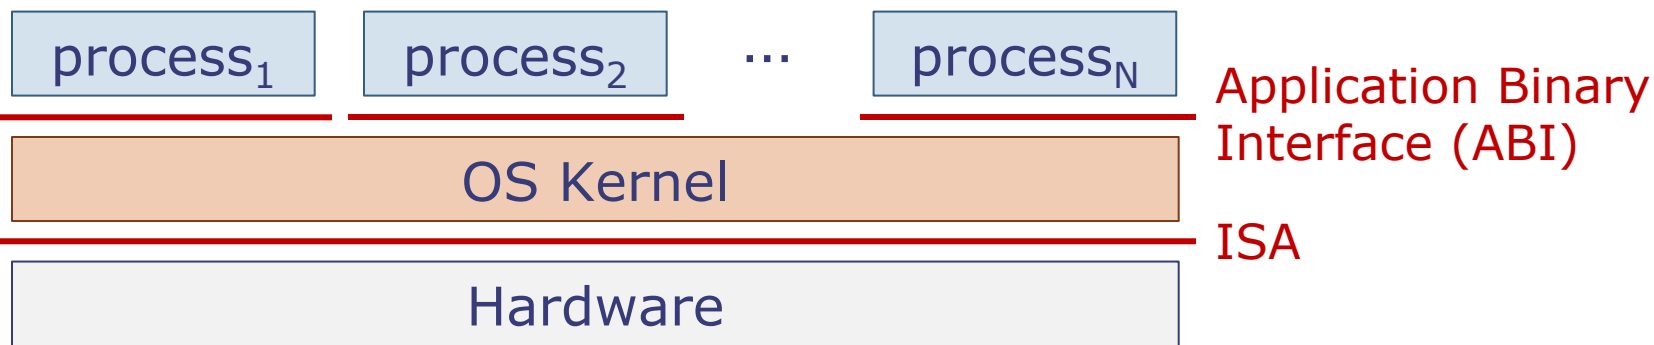 process₁ process₂ ... processN
Application Binary
Interface (ABI)
OS Kernel
ISA
Hardware